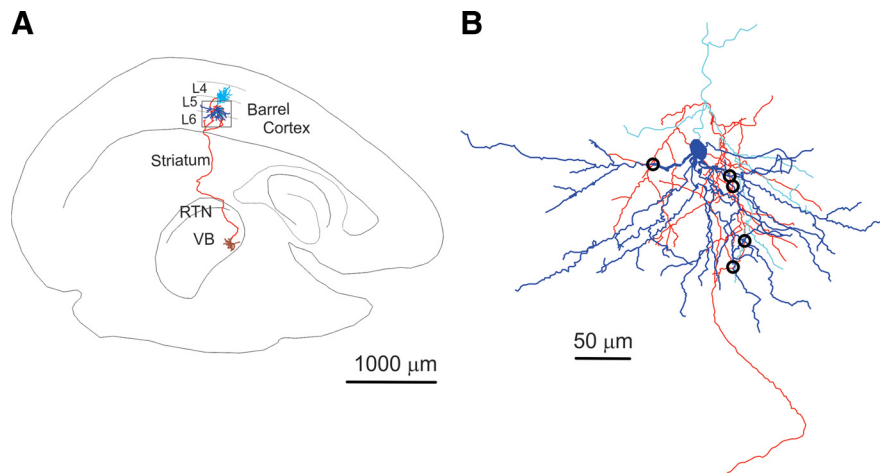 A
B
L4
L5
L6
Barrel
Cortex
Striatum
RTN
VB
1000 μm
50 μm